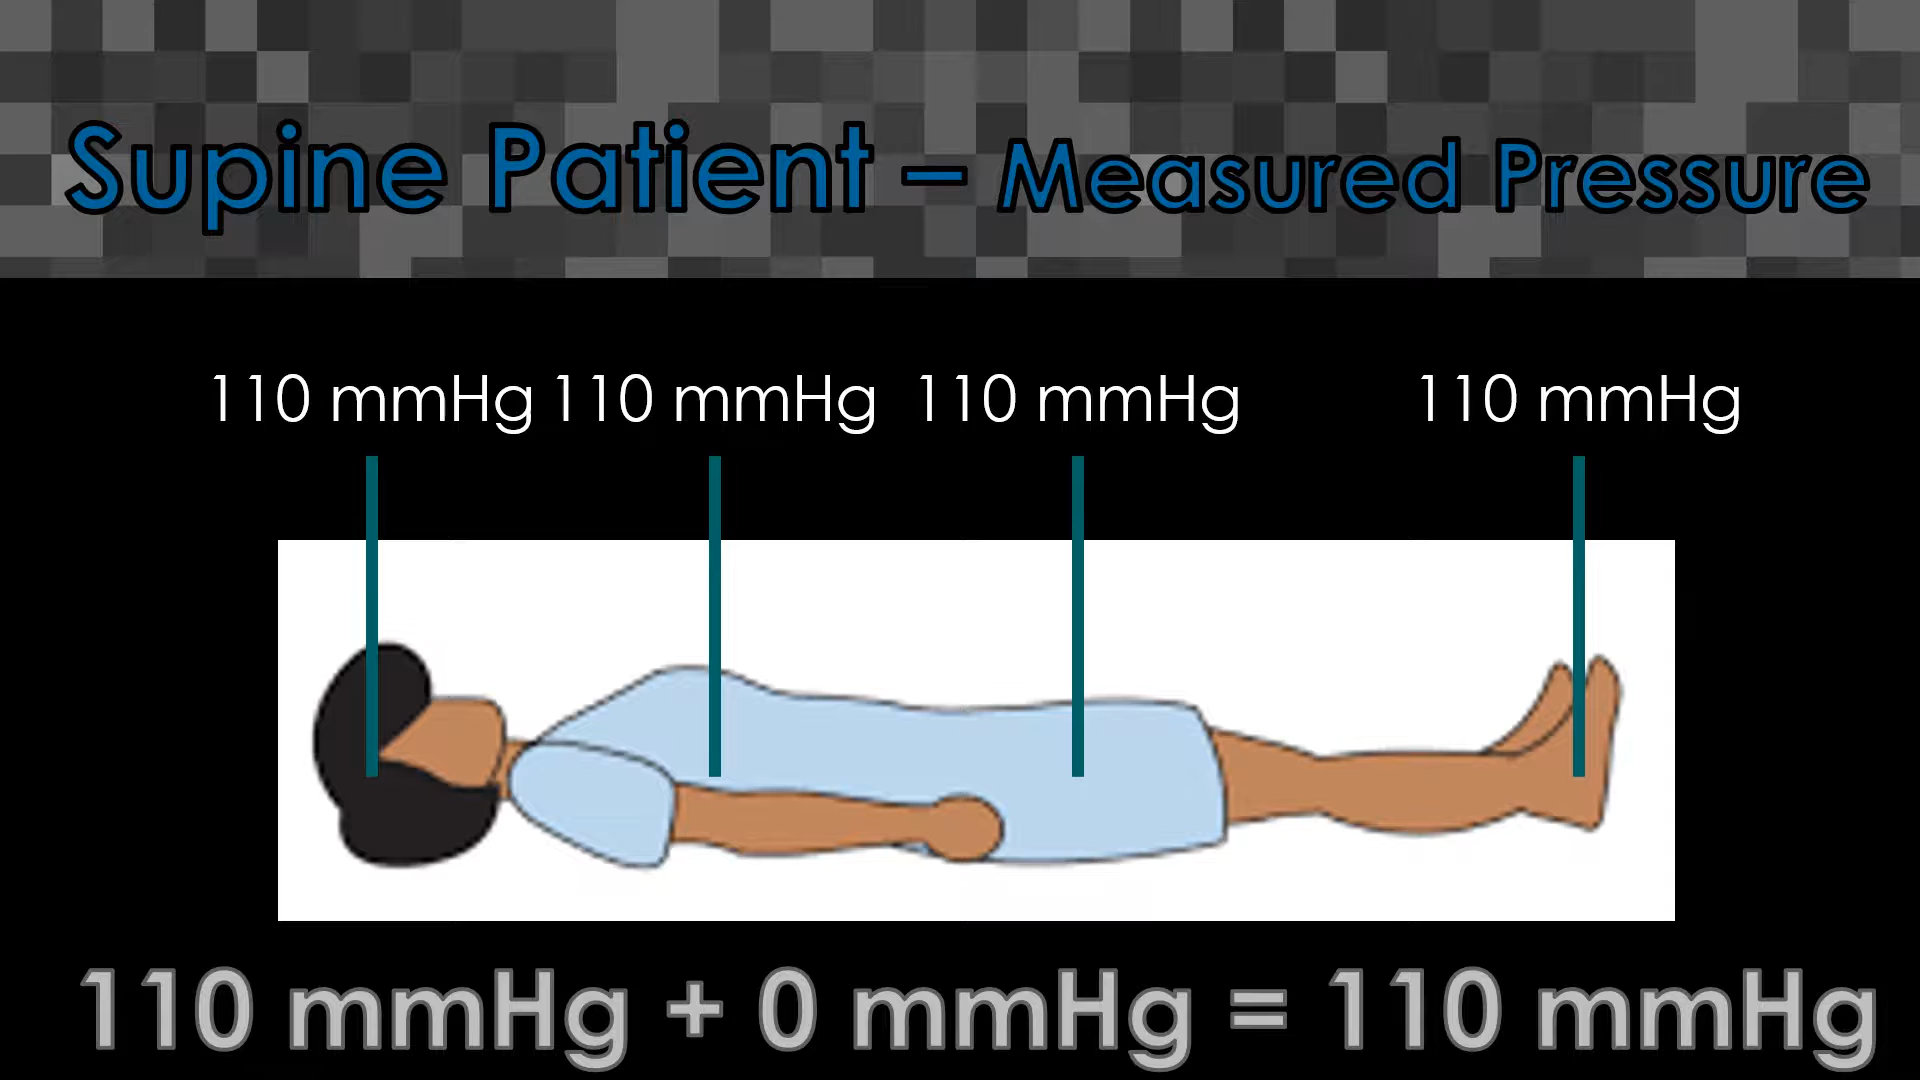 Supine Patient – Measured Pressure
110 mmHg 110 mmHg 110 mmHg 110 mmHg
110 mmHg + 0 mmHg = 110 mmHg